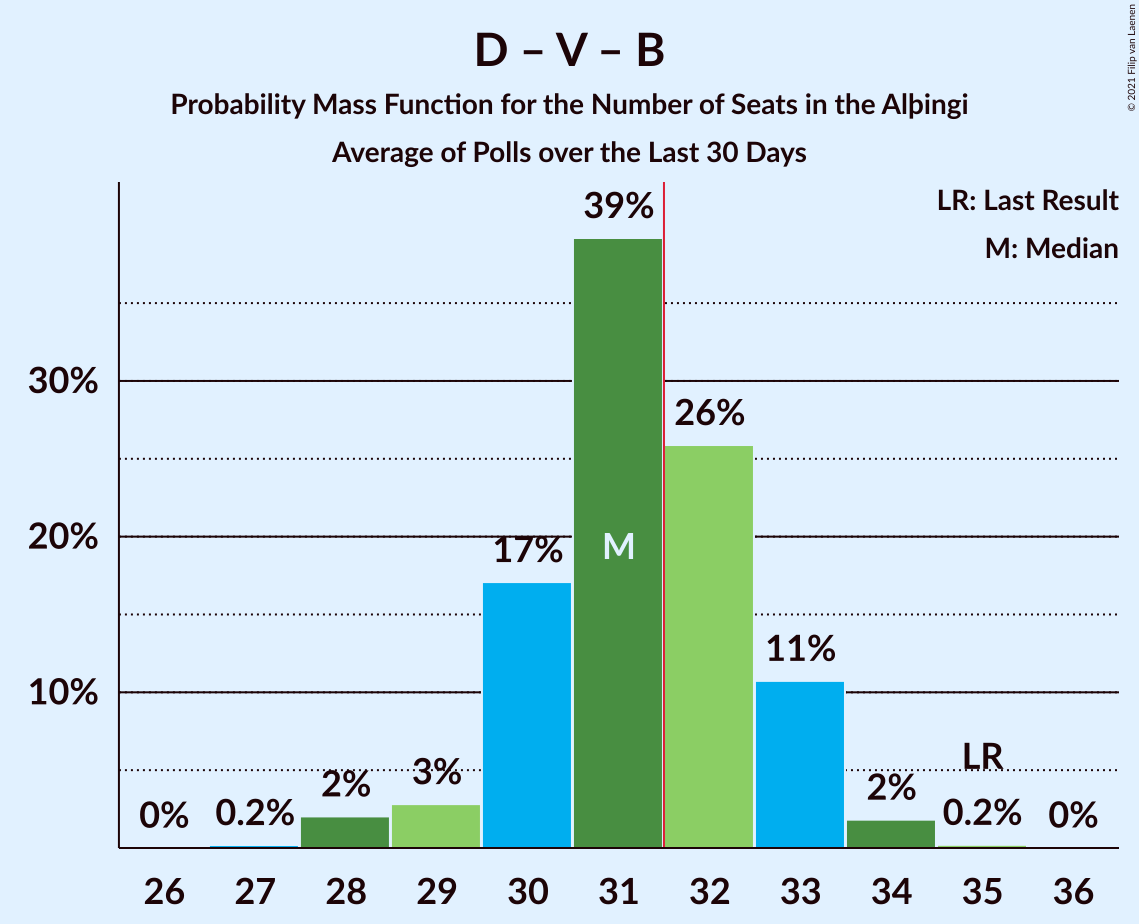 D – V – B
Probability Mass Function for the Number of Seats in the Alþingi
Average of Polls over the Last 30 Days
© 2021 Filip van Laenen
LR: Last Result
M: Median
39%
30%
26%
20%
17%
M
11%
10%
LR
0%
0.2%
2%
3%
2%
0.2%
0%
26 27 28 29 30 31 32 33 34 35 36